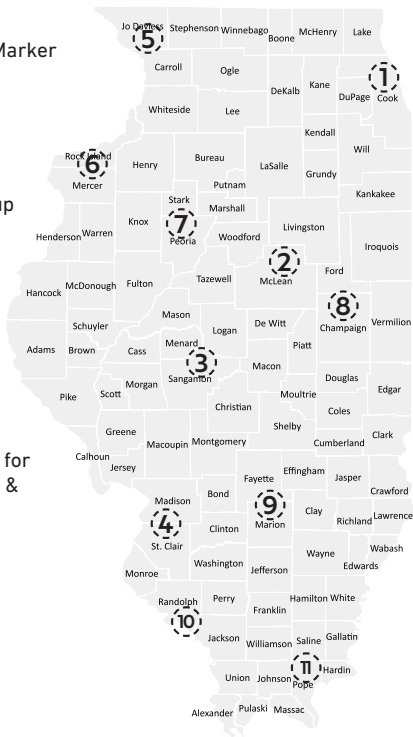 Jo Daviess Stephenson Winnebago Boone McHenry Lake
5
Marker
Carroll Ogle DeKalb Kane 1
DuPage Cook
Whiteside Lee
Kendall
Will
Rock Island Bureau LaSalle
6 Henry Grundy
Mercer Putnam
Stark Kankakee
up Marshall
Knox 7 Livingston
Henderson Warren Peoria Woodford Iroquois
2
Ford
McLean
Hancock McDonough Fulton Tazewell
8
Mason
Schuyler Logan De Witt Champaign Vermilion
Menard Piatt
Adams Brown Cass 3
Macon
Sangamon Douglas
Morgan Edgar
Pike Scott Moultrie
Christian Coles
Shelby
Greene Clark
Macoupin Montgomery Cumberland
Calhoun
for Jersey Effingham
& Fayette Jasper
Crawford
Madison Bond 9
Clay Lawrence
4 Marion Richland
Clinton
St. Clair Wabash
Wayne
Washington Edwards
Monroe Jefferson
Randolph Perry Hamilton White
Franklin
10
Jackson Williamson Saline Gallatin
11
Hardin
Union Johnson Pope
Alexander Pulaski Massac